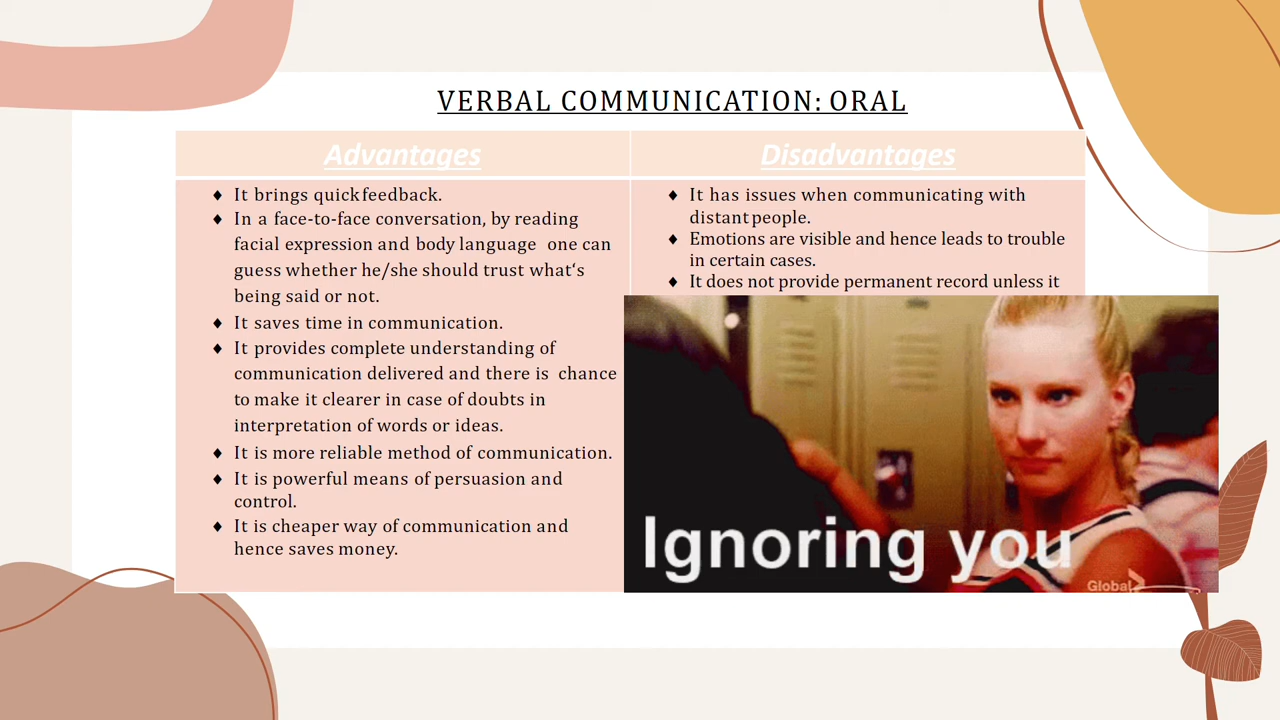 VERBAL COMMUNICATION: ORAL
Advantages
♦ It brings quick feedback.
♦ In a face-to-face conversation, by reading
facial expression and body language one can
guess whether he/she should trust what‘s
being said or not.
♦ It saves time in communication.
♦ It provides complete understanding of
communication delivered and there is chance
to make it clearer in case of doubts in
interpretation of words or ideas.
♦ It is more reliable method of communication.
♦ It is powerful means of persuasion and
control.
♦ It is cheaper way of communication and
hence saves money.
Disadvantages
♦ It has issues when communicating with
distant people.
♦ Emotions are visible and hence leads to trouble
in certain cases.
♦ It does not provide permanent record unless it
Ignoring you
Global